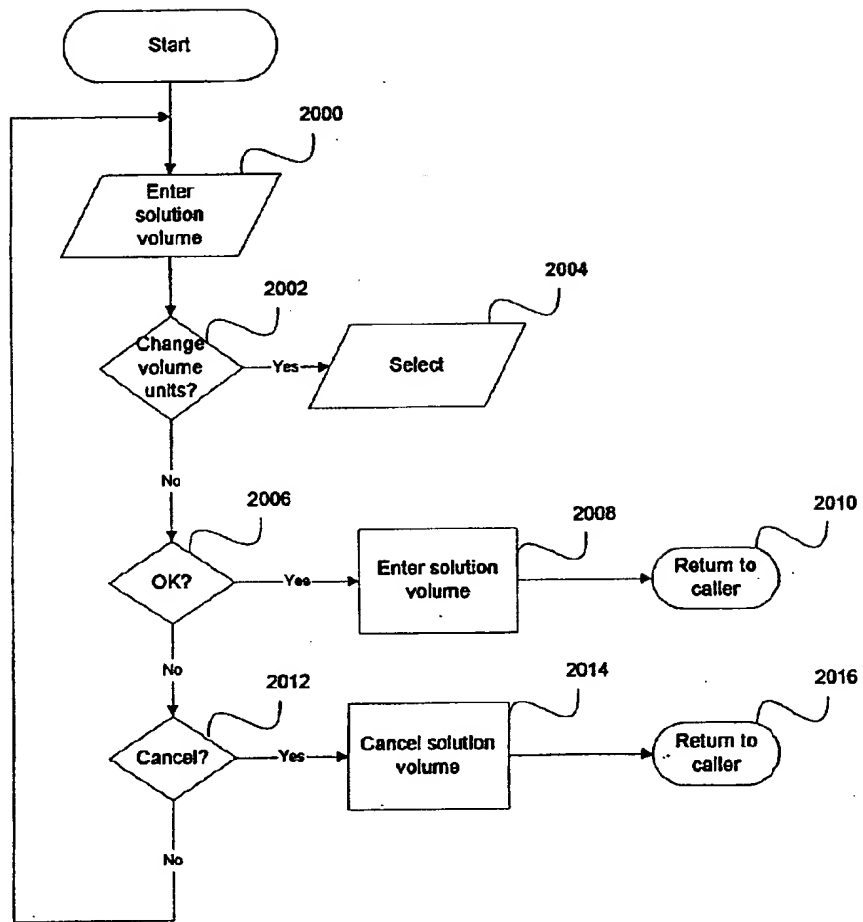 Start
2000
Enter
solution
volume
2002
2004
Change
volume
units?
Yes
Select
No
2006
2008
2010
OK?
Yes
Enter solution
volume
Return to
caller
No
2012
2014
2016
Cancel?
Yes
Cancel solution
volume
Return to
caller
No